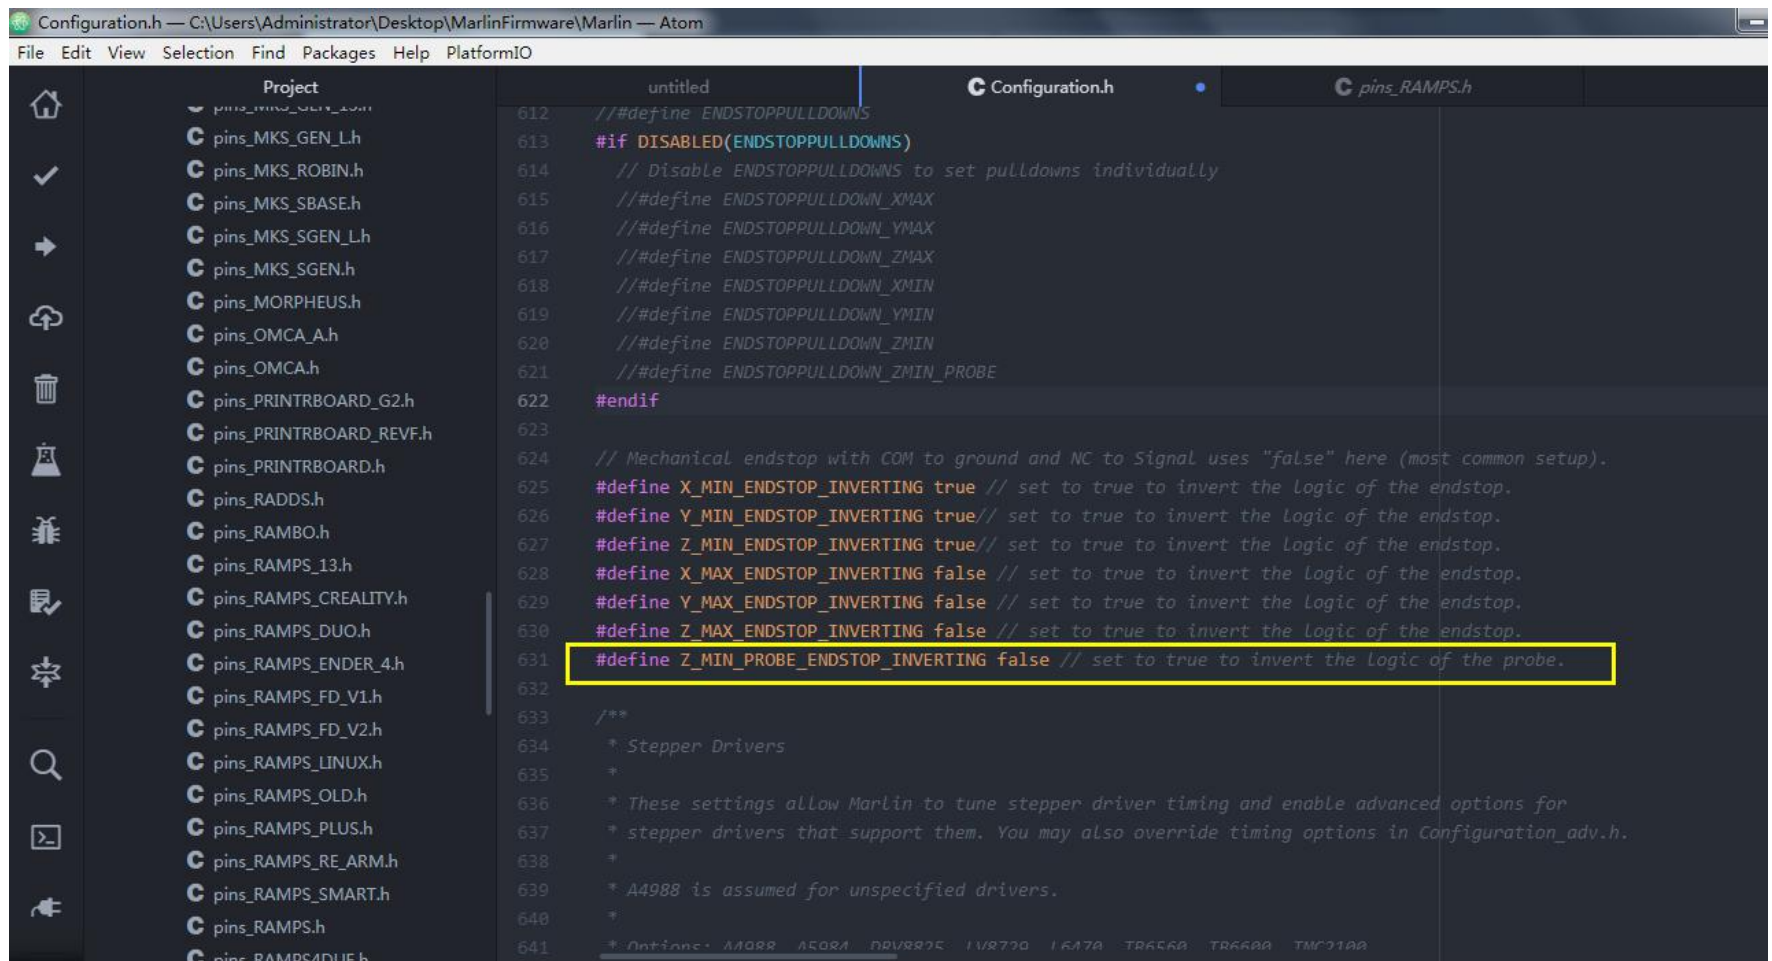 Configuration.h — C:\Users\Administrator\Desktop\MarlinFirmware\Marlin — Atom
File Edit View Selection Find Packages Help PlatformIO
Project
untitled
Configuration.h
pins_RAMPS.h
pins_MKS_GEN_13.h
pins_MKS_GEN_L.h
pins_MKS_ROBIN.h
pins_MKS_SBASE.h
pins_MKS_SGEN_L.h
pins_MKS_SGEN.h
pins_MORPHEUS.h
pins_OMCA_A.h
pins_OMCA.h
pins_PRINTRBOARD_G2.h
pins_PRINTRBOARD_REVF.h
pins_PRINTRBOARD.h
pins_RADDS.h
pins_RAMBO.h
pins_RAMPS_13.h
pins_RAMPS_CREALITY.h
pins_RAMPS_DUO.h
pins_RAMPS_ENDER_4.h
pins_RAMPS_FD_V1.h
pins_RAMPS_FD_V2.h
pins_RAMPS_LINUX.h
pins_RAMPS_OLD.h
pins_RAMPS_PLUS.h
pins_RAMPS_RE_ARM.h
pins_RAMPS_SMART.h
pins_RAMPS.h
pins_RAMPS4DUE.h
612 //#define ENDSTOPPULLDOWNS
613 #if DISABLED(ENDSTOPPULLDOWNS)
614 // Disable ENDSTOPPULLDOWNS to set pulldowns individually
615 //#define ENDSTOPPULLDOWN_XMAX
616 //#define ENDSTOPPULLDOWN_YMAX
617 //#define ENDSTOPPULLDOWN_ZMAX
618 //#define ENDSTOPPULLDOWN_XMIN
619 //#define ENDSTOPPULLDOWN_YMIN
620 //#define ENDSTOPPULLDOWN_ZMIN
621 //#define ENDSTOPPULLDOWN_ZMIN_PROBE
622 #endif
623
624 // Mechanical endstop with COM to ground and NC to Signal uses "false" here (most common setup).
625 #define X_MIN_ENDSTOP_INVERTING true // set to true to invert the logic of the endstop.
626 #define Y_MIN_ENDSTOP_INVERTING true// set to true to invert the logic of the endstop.
627 #define Z_MIN_ENDSTOP_INVERTING true// set to true to invert the logic of the endstop.
628 #define X_MAX_ENDSTOP_INVERTING false // set to true to invert the logic of the endstop.
629 #define Y_MAX_ENDSTOP_INVERTING false // set to true to invert the logic of the endstop.
630 #define Z_MAX_ENDSTOP_INVERTING false // set to true to invert the logic of the endstop.
631 #define Z_MIN_PROBE_ENDSTOP_INVERTING false // set to true to invert the logic of the probe.
632
633 /**
634 * Stepper Drivers
635 *
636 * These settings allow Marlin to tune stepper driver timing and enable advanced options for
637 * stepper drivers that support them. You may also override timing options in Configuration_adv.h.
638 *
639 * A4988 is assumed for unspecified drivers.
640 *
641 * Options: A4988, A5984, DRV8825, LV8729, L6470, TB6560, TB6600, TMC2100,